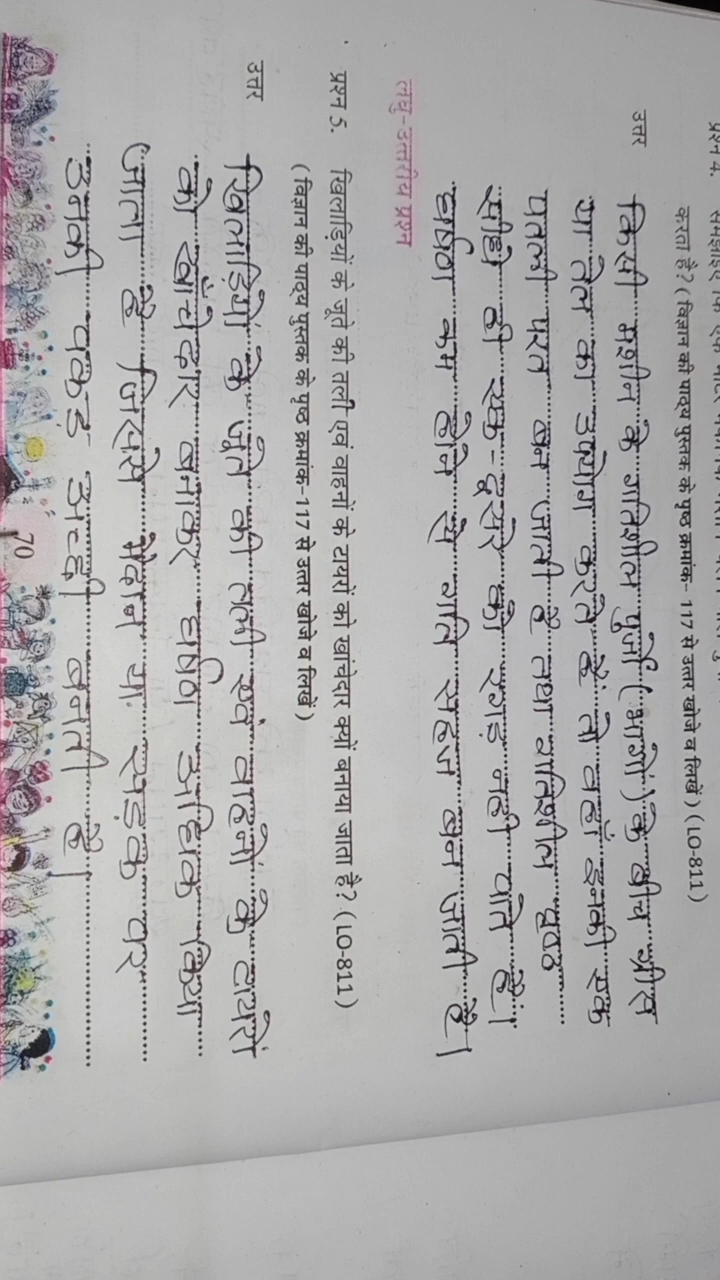 प्रश्न 4.
करता है? ( विज्ञान की पाठ्य पुस्तक के पृष्ठ क्रमांक- 117 से उत्तर खोजे व लिखें ) (LO-811)
उत्तर किसी मशीन के गतिशील पुर्जो (भागों) के बीच ग्रीस
या तेल का उपयोग करते है तो वहाँ इनकी एक
पतली परत बन जाती है तथा गतिशील पृष्ठ
सीधे ही एक-दूसरे को रगड़ नही पाते है।
घर्षण कम होने से गति सहज बन जाती है।
लघु-उत्तरीय प्रश्न
प्रश्न 5. खिलाड़ियों के जूते की तली एवं वाहनों के टायरों को खांचेदार क्यों बनाया जाता है? (LO-811)
(विज्ञान की पाठ्य पुस्तक के पृष्ठ क्रमांक-117 से उत्तर खोजे व लिखें )
उत्तर खिलाड़ियों के जूते की तली एवं वाहनों के टायरों
को खांचेदार बनाकर घर्षण अधिक किया
जाता है जिससे मैदान या सड़क पर
उनकी पकड़ अच्छी बनती है।
70